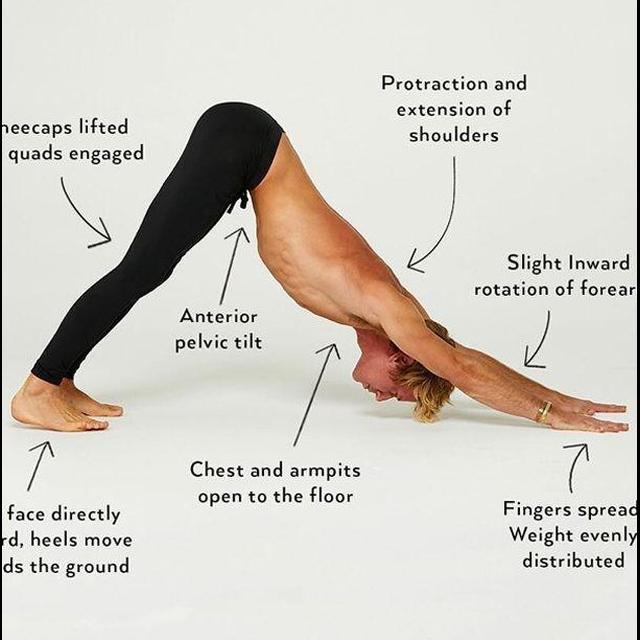 Protraction and
extension of
shoulders
neecaps lifted
quads engaged
Slight Inward
rotation of forear
Anterior
pelvic tilt
Chest and armpits
open to the floor
face directly
rd, heels move
ds the ground
Fingers spread
Weight evenly
distributed